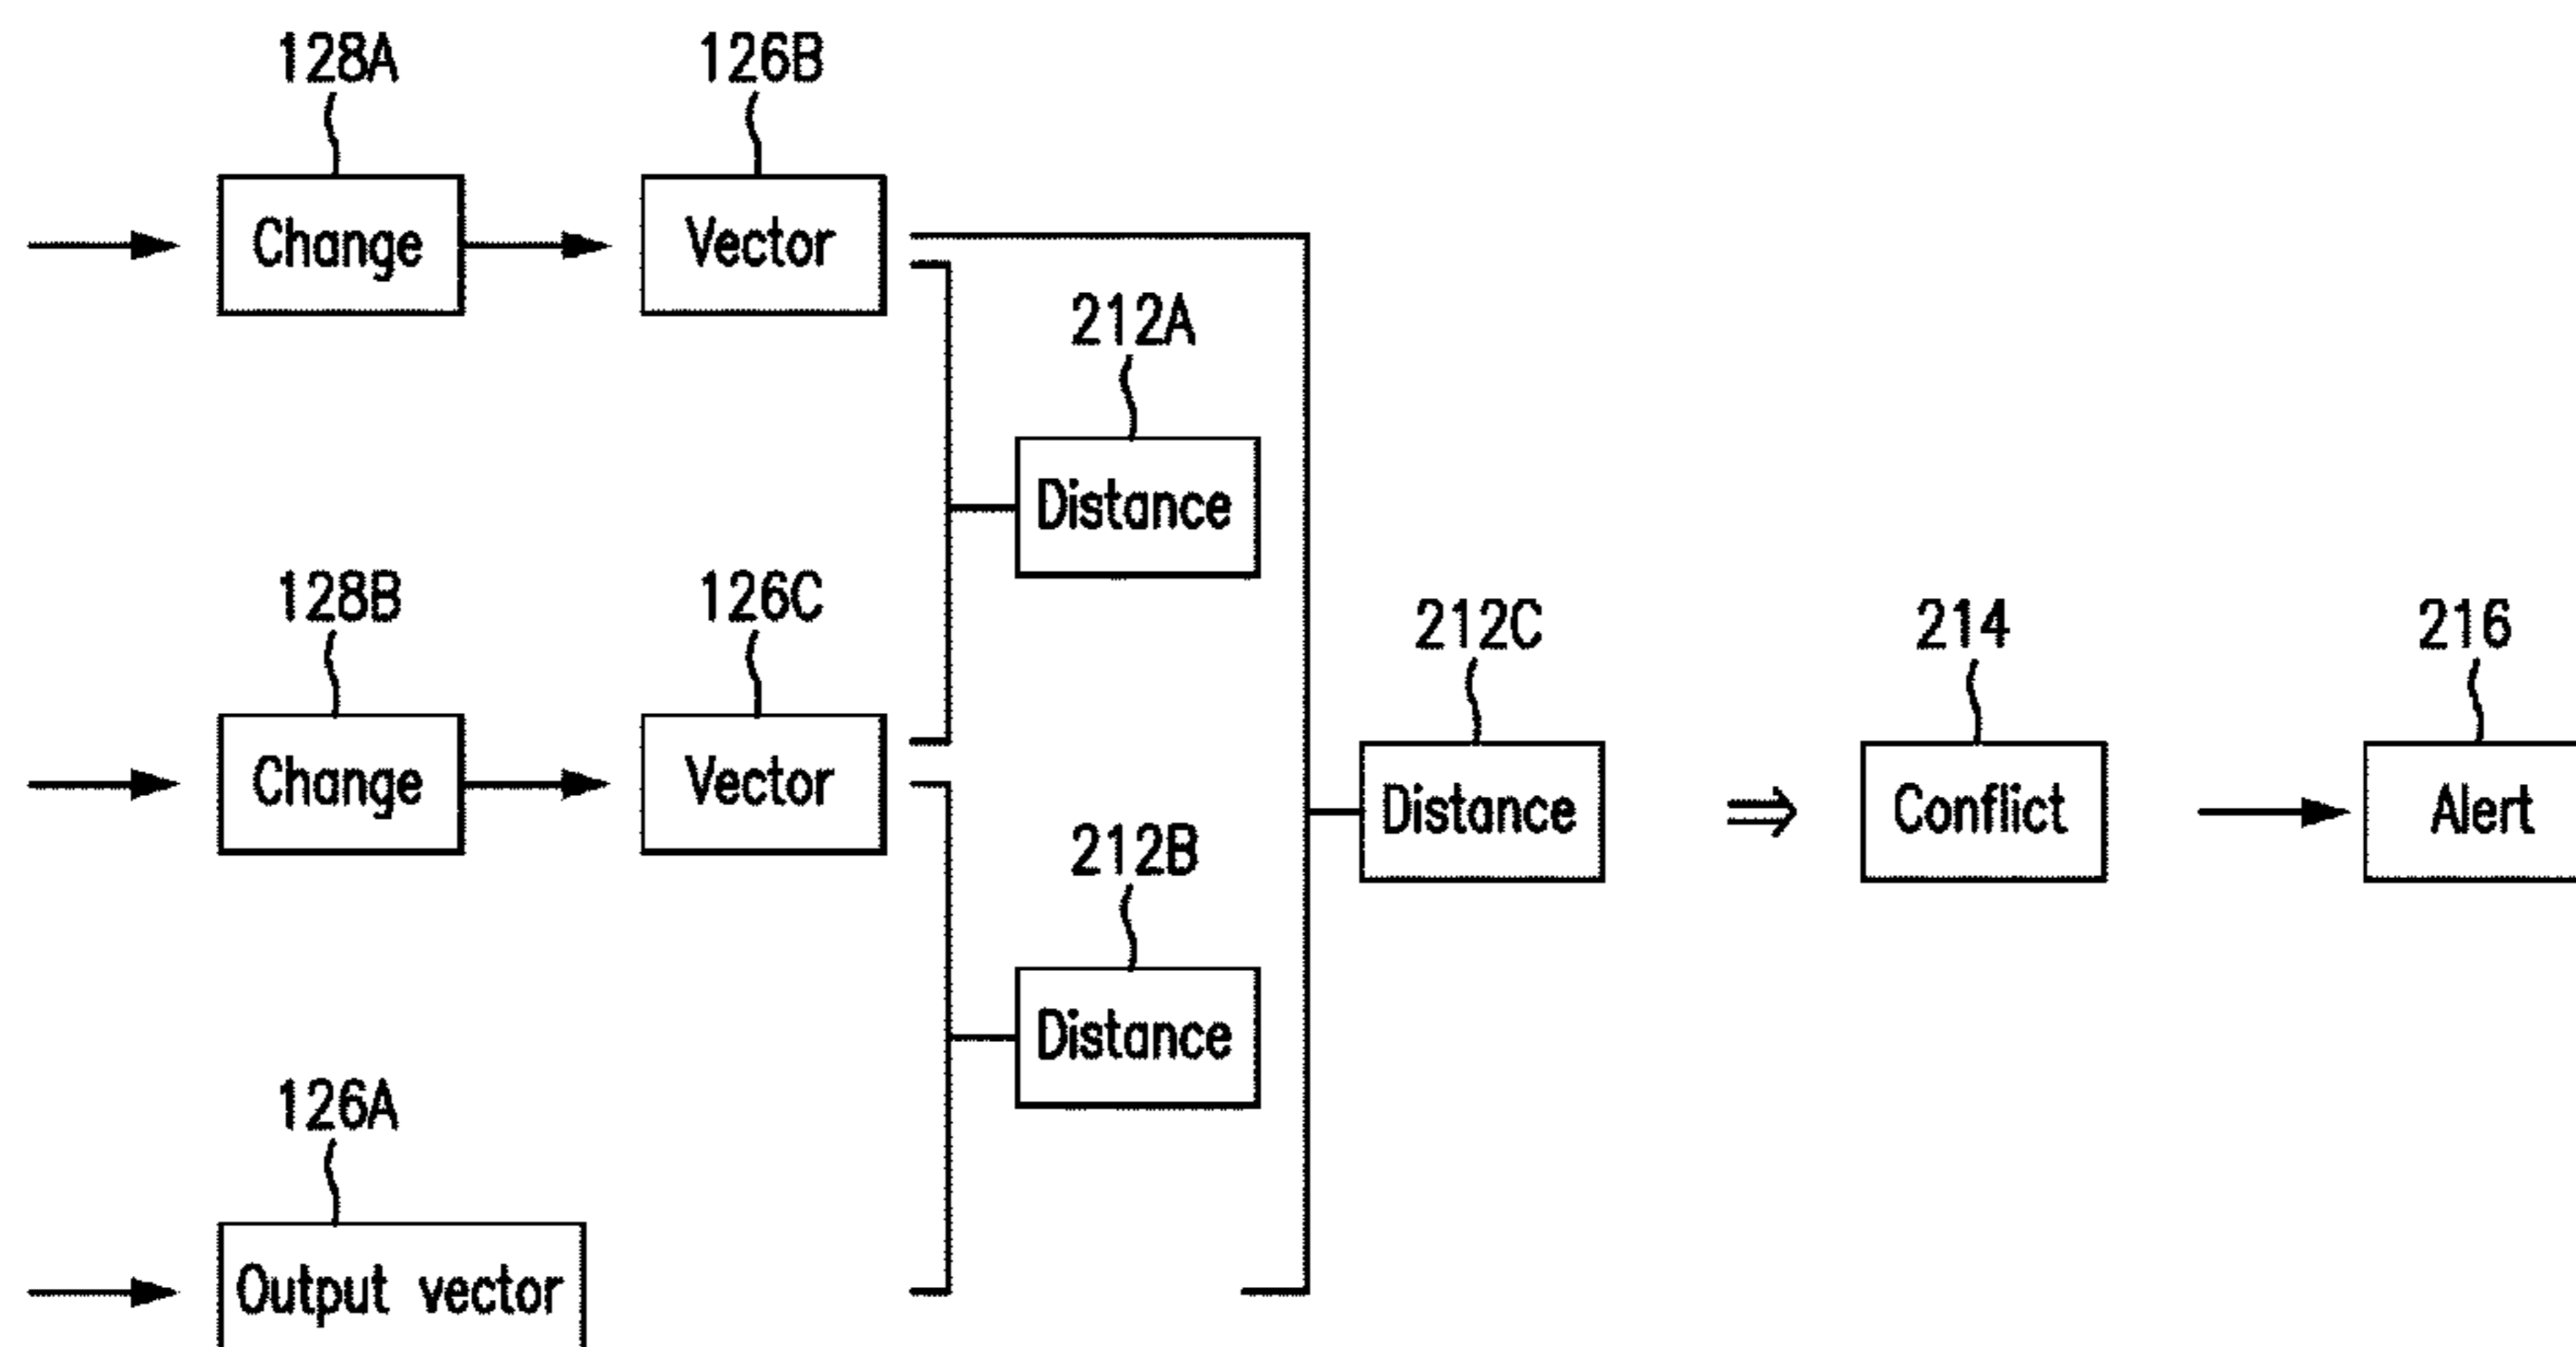 128A
126B
Change
Vector
212A
Distance
128B
126C
Change
Vector
212C
214
216
Distance
Conflict
Alert
212B
Distance
126A
Output vector